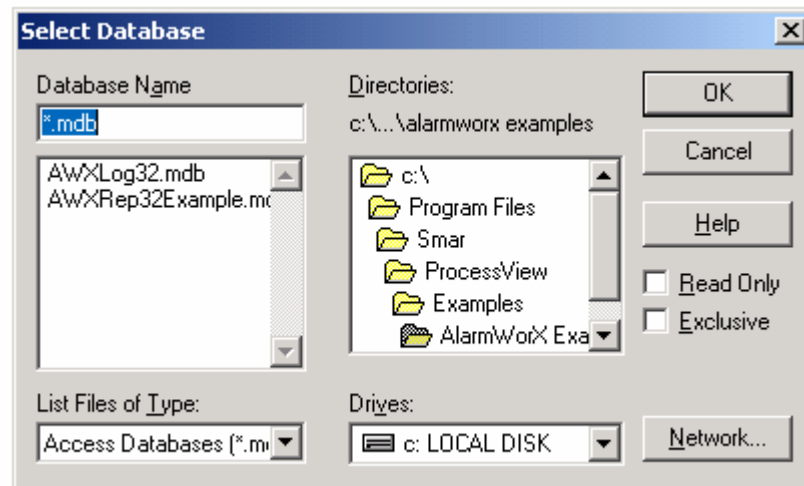 Select Database
Database Name
*.mdb
AWXLog32.mdb
AWXRep32Example.m
List Files of Type:
Access Databases (*.m
Directories:
c:\...\alarmworx examples
c:\
Program Files
Smar
ProcessView
Examples
AlarmWorX Exa
Drives:
c: LOCAL DISK
OK
Cancel
Help
Read Only
Exclusive
Network...